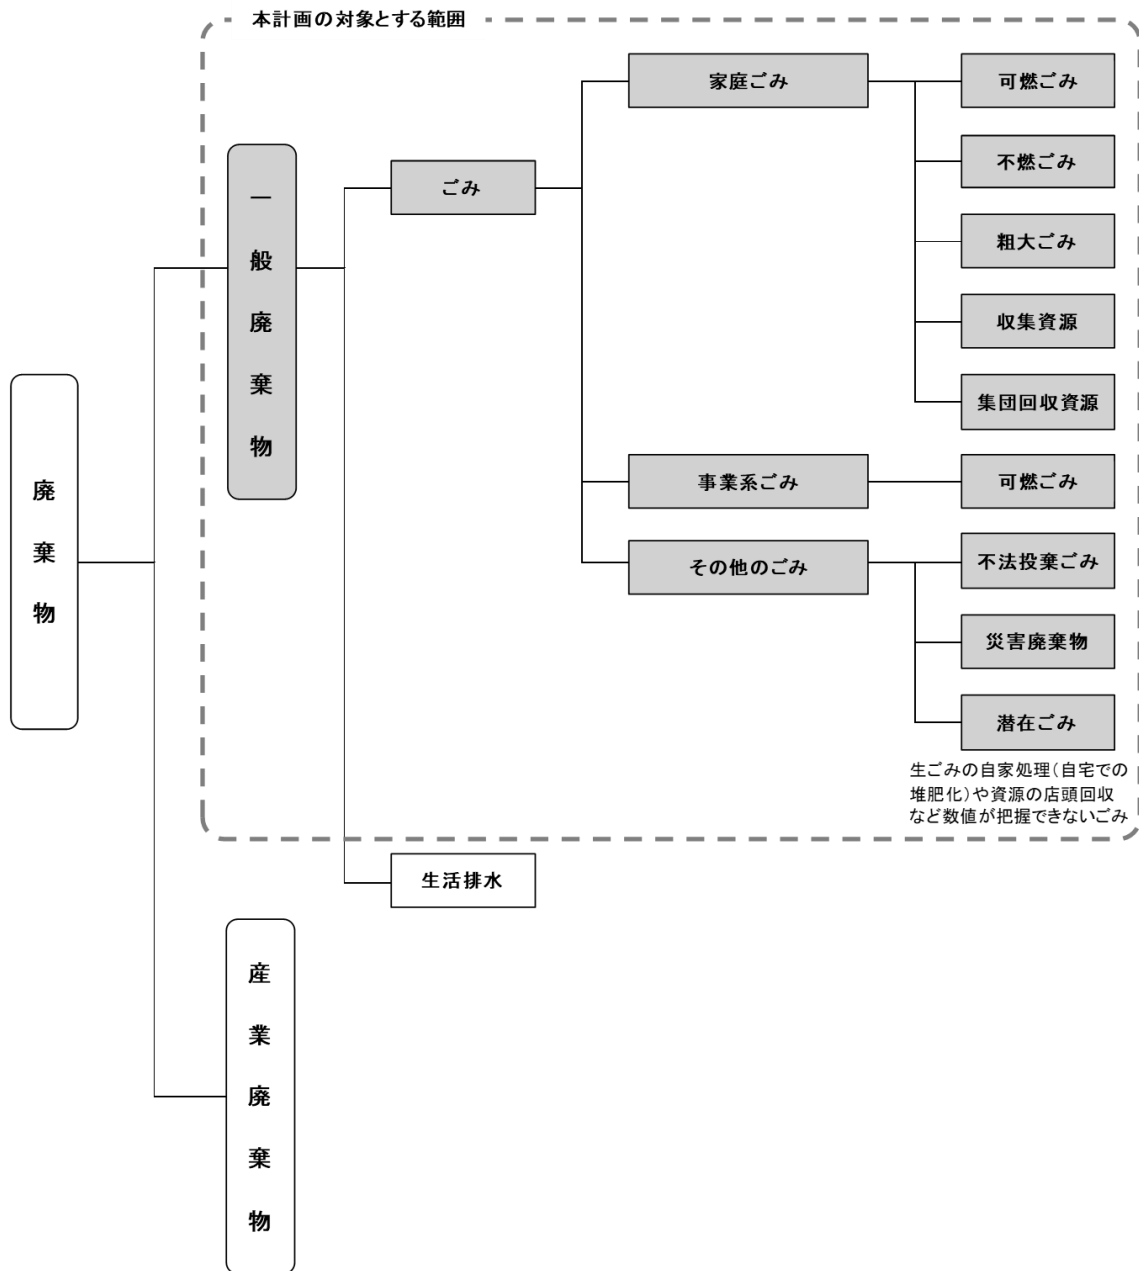 本計画の対象とする範囲
廃棄物
一般廃棄物
ごみ
家庭ごみ
可燃ごみ
不燃ごみ
粗大ごみ
収集資源
集団回収資源
事業系ごみ
可燃ごみ
その他のごみ
不法投棄ごみ
災害廃棄物
潜在ごみ
生ごみの自家処理(自宅での
堆肥化)や資源の店頭回収
など数値が把握できないごみ
生活排水
産業廃棄物